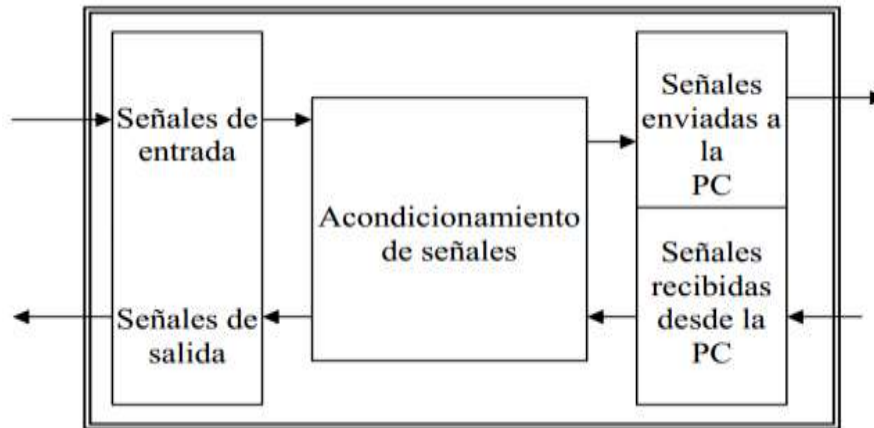 Señales de
entrada
Señales de
salida
Acondicionamiento
de señales
Señales
enviadas a
la
PC
Señales
recibidas
desde la
PC